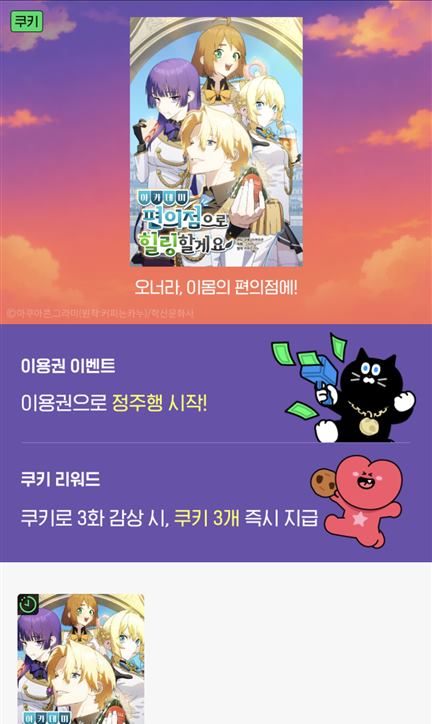 쿠키
아카데미
편의점으로
힐링할게요
오너라, 이몸의 편의점에!
ⓒ아쿠아콘,그라미(원작:커피는카누)/학산문화사
이용권 이벤트
이용권으로 정주행 시작!
쿠키 리워드
쿠키로 3화 감상 시, 쿠키 3개 즉시 지급
아카데미